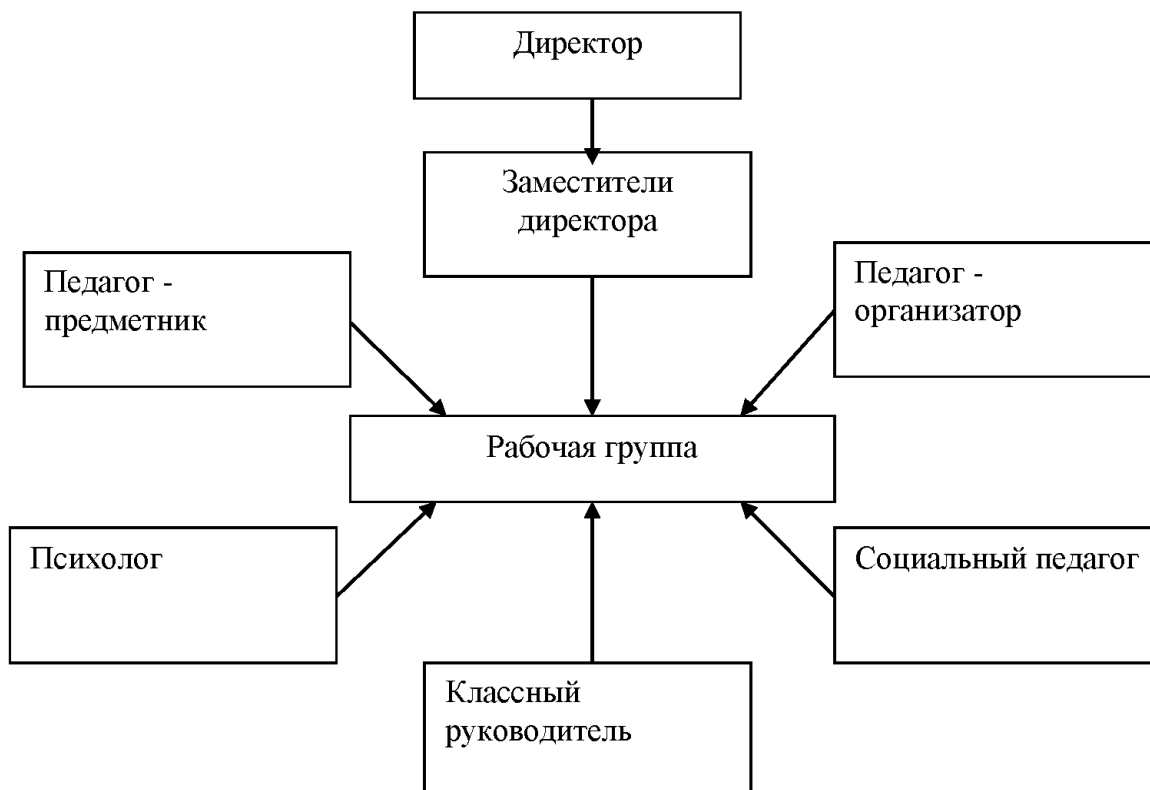 Директор
Заместители
директора
Педагог -
предметник
Педагог -
организатор
Рабочая группа
Психолог
Социальный педагог
Классный
руководитель